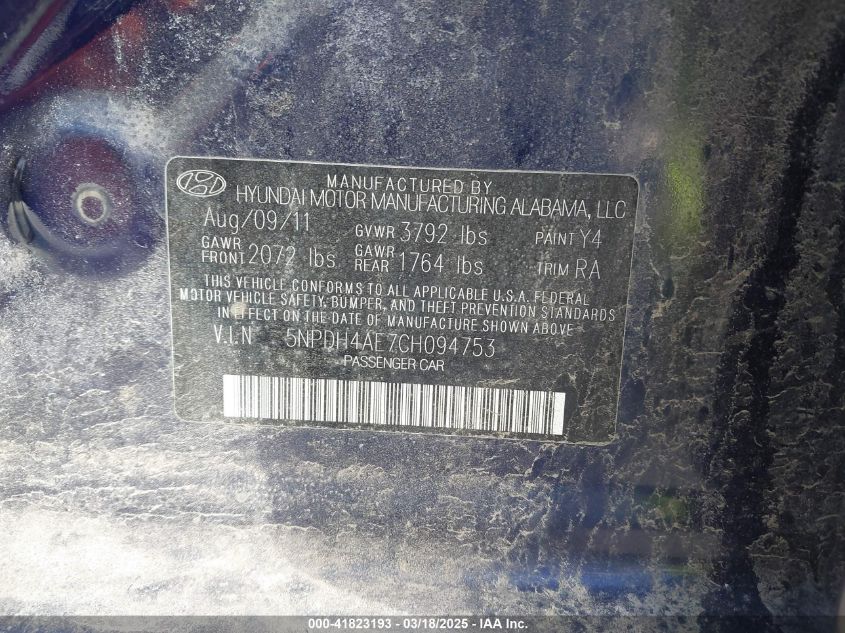 MANUFACTURED BY
HYUNDAI MOTOR MANUFACTURING ALABAMA, LLC
Aug/09/11 GVWR 3792 lbs PAINT Y4
GAWR FRONT 2072 lbs GAWR REAR 1764 lbs TRIM RA
THIS VEHICLE CONFORMS TO ALL APPLICABLE U.S.A. FEDERAL
MOTOR VEHICLE SAFETY, BUMPER, AND THEFT PREVENTION STANDARDS
IN EFFECT ON THE DATE OF MANUFACTURE SHOWN ABOVE.
V.I.N 5NPDH4AE7CH094753
PASSENGER CAR
000-41823193 - 03/18/2025 - © IAA Inc.